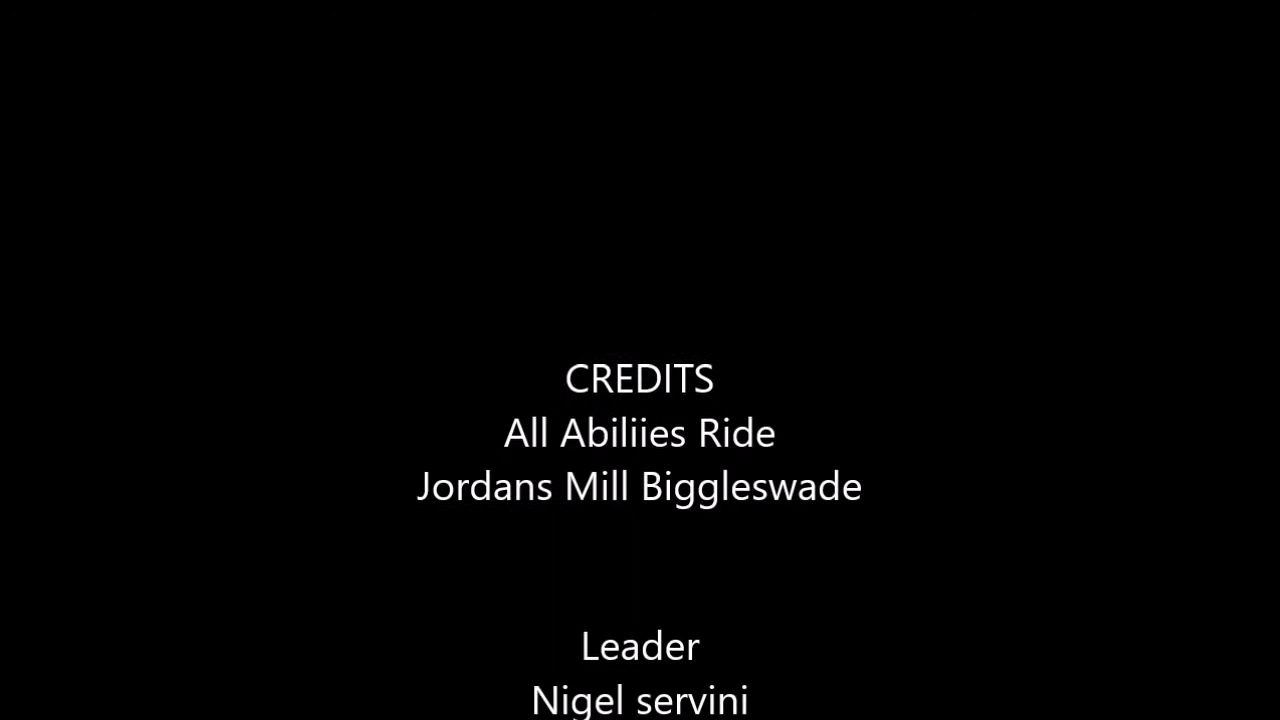 CREDITS
All Abiliies Ride
Jordans Mill Biggleswade
Leader
Nigel servini